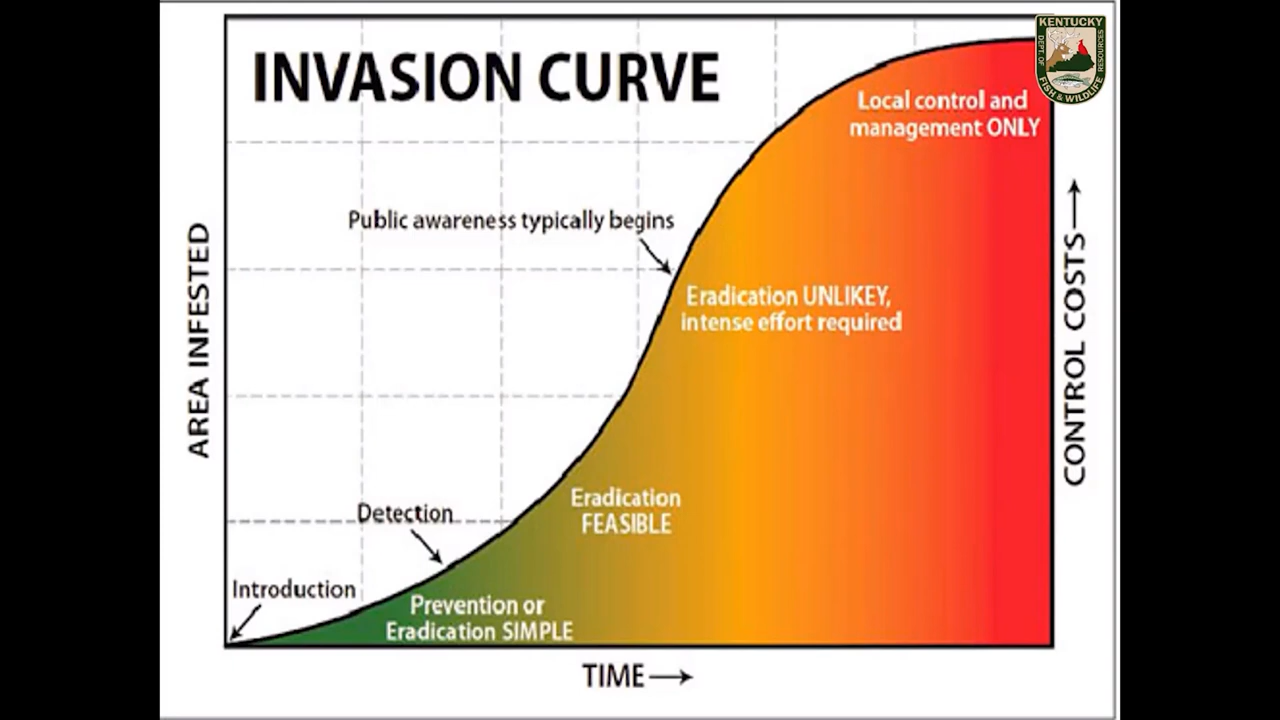 KENTUCKY
DEPT. OF
FISH & WILDLIFE
RESOURCES
INVASION CURVE
Local control and
management ONLY
Public awareness typically begins
Eradication UNLIKEY,
intense effort required
AREA INFESTED
CONTROL COSTS
Eradication
FEASIBLE
Detection
Introduction
Prevention or
Eradication SIMPLE
TIME